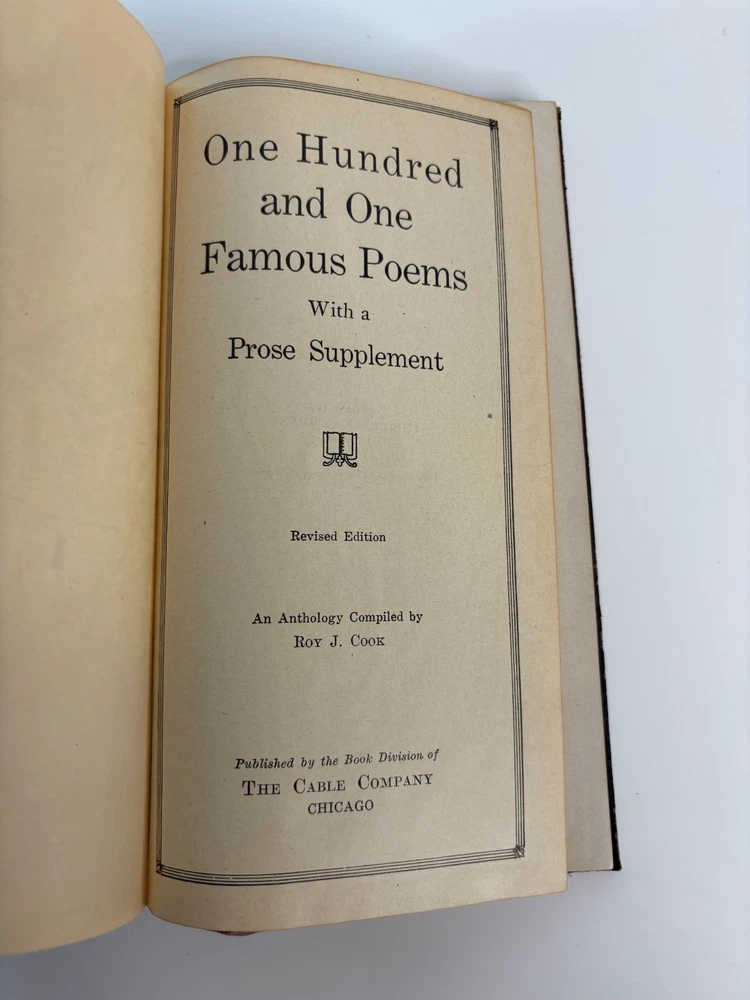 One Hundred
and One
Famous Poems
With a
Prose Supplement
Revised Edition
An Anthology Compiled by
Roy J. Cook
Published by the Book Division of
The Cable Company
CHICAGO